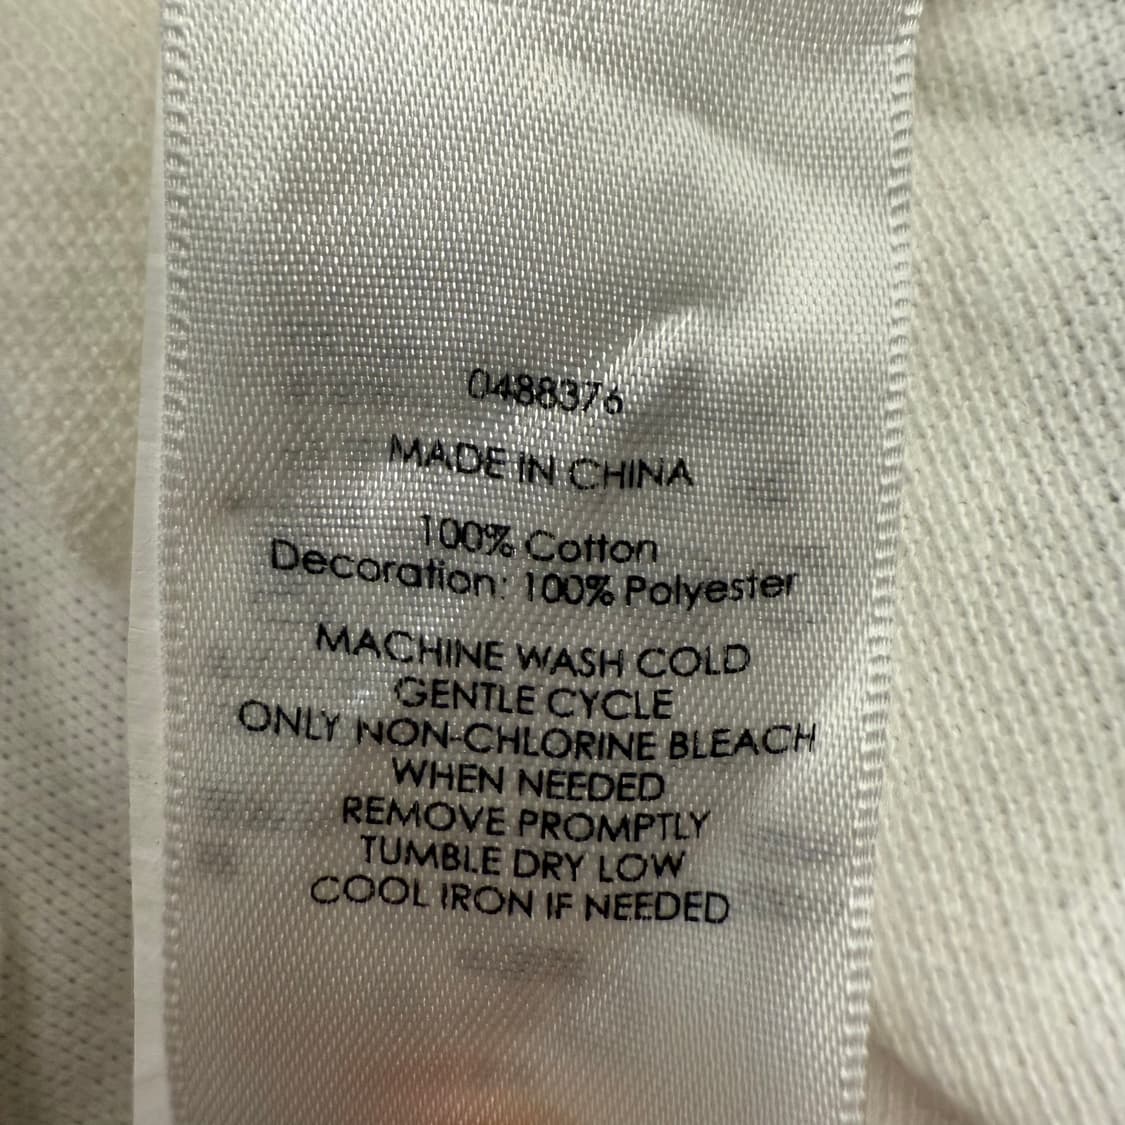 0488376
MADE IN CHINA
100% Cotton
Decoration: 100% Polyester
MACHINE WASH COLD
GENTLE CYCLE
ONLY NON-CHLORINE BLEACH
WHEN NEEDED
REMOVE PROMPTLY
TUMBLE DRY LOW
COOL IRON IF NEEDED